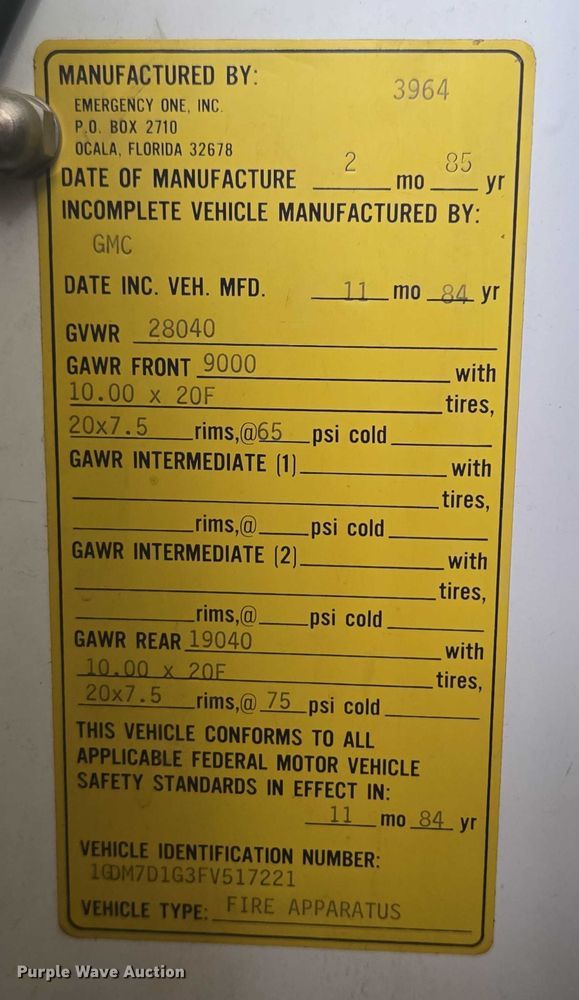 MANUFACTURED BY: 3964
EMERGENCY ONE, INC.
P.O. BOX 2710
OCALA, FLORIDA 32678
DATE OF MANUFACTURE 2 mo 85 yr
INCOMPLETE VEHICLE MANUFACTURED BY:
GMC
DATE INC. VEH. MFD. 11 mo 84 yr
GVWR 28040
GAWR FRONT 9000 with
10.00 x 20F tires,
20x7.5 rims,@65 psi cold
GAWR INTERMEDIATE (1) with
tires,
rims,@ psi cold
GAWR INTERMEDIATE (2) with
tires,
rims,@ psi cold
GAWR REAR 19040 with
10.00 x 20F tires,
20x7.5 rims,@ 75 psi cold
THIS VEHICLE CONFORMS TO ALL
APPLICABLE FEDERAL MOTOR VEHICLE
SAFETY STANDARDS IN EFFECT IN:
11 mo 84 yr
VEHICLE IDENTIFICATION NUMBER:
1GDM7D1G3FV517221
VEHICLE TYPE: FIRE APPARATUS
Purple Wave Auction